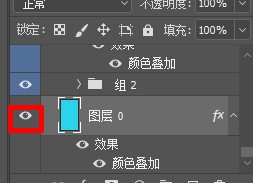 正常 不透明度: 100%
锁定: 填充: 100%
效果
颜色叠加
组 2
图层 0 fx
效果
颜色叠加